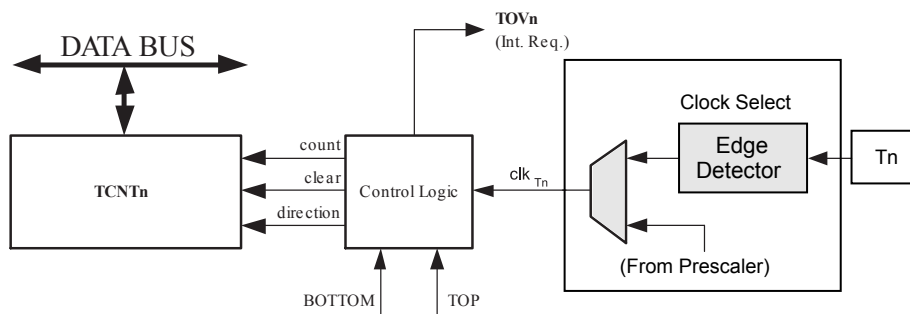 TOVn
(Int. Req.)
DATA BUS
Clock Select
Edge
Detector
Tn
TCNTn
count
clear
direction
Control Logic
clk Tn
(From Prescaler)
BOTTOM
TOP